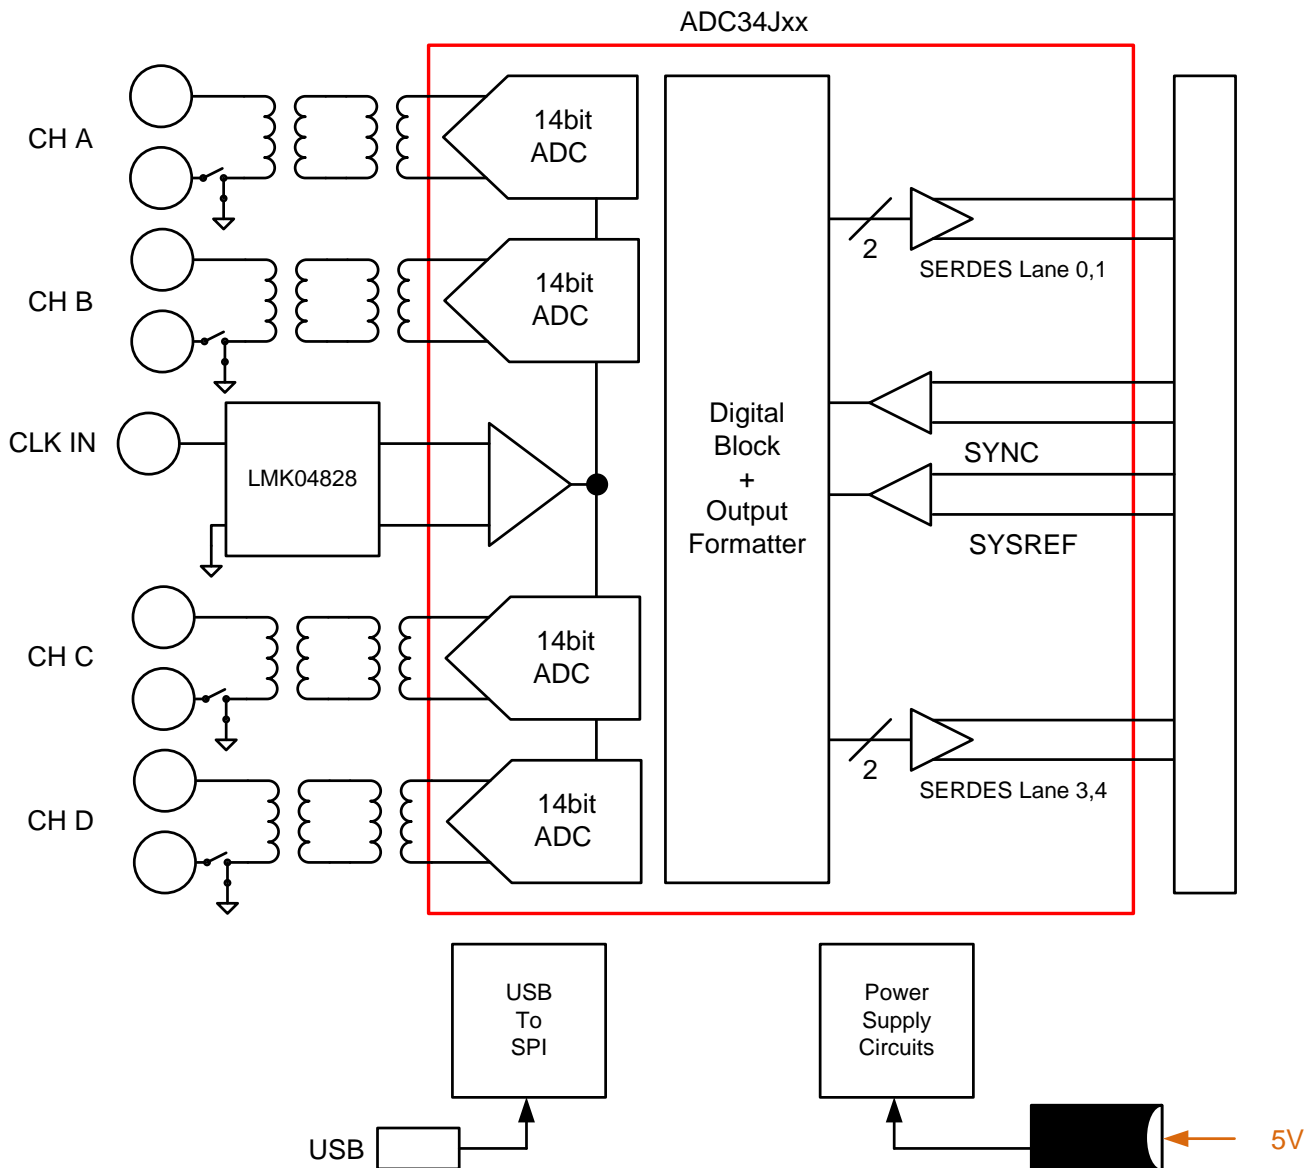 ADC34Jxx
CH A
14bit
ADC
2
SERDES Lane 0,1
CH B
14bit
ADC
CLK IN
LMK04828
Digital
Block
+
Output
Formatter
SYNC
SYSREF
CH C
14bit
ADC
2
SERDES Lane 3,4
CH D
14bit
ADC
USB
To
SPI
Power
Supply
Circuits
USB
5V